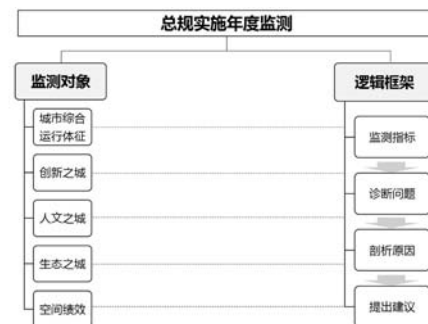 总规实施年度监测
监测对象
逻辑框架
城市综合
运行体征
创新之城
人文之城
生态之城
空间绩效
监测指标
诊断问题
剖析原因
提出建议